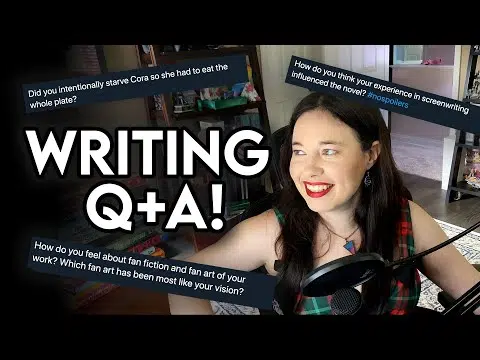 Did you intentionally starve Cora so she had to eat the
whole plate?
How do you think your experience in screenwriting
influenced the novel? #nospoilers
WRITING
Q+A!
How do you feel about fan fiction and fan art of your
work? Which fan art has been most like your vision?